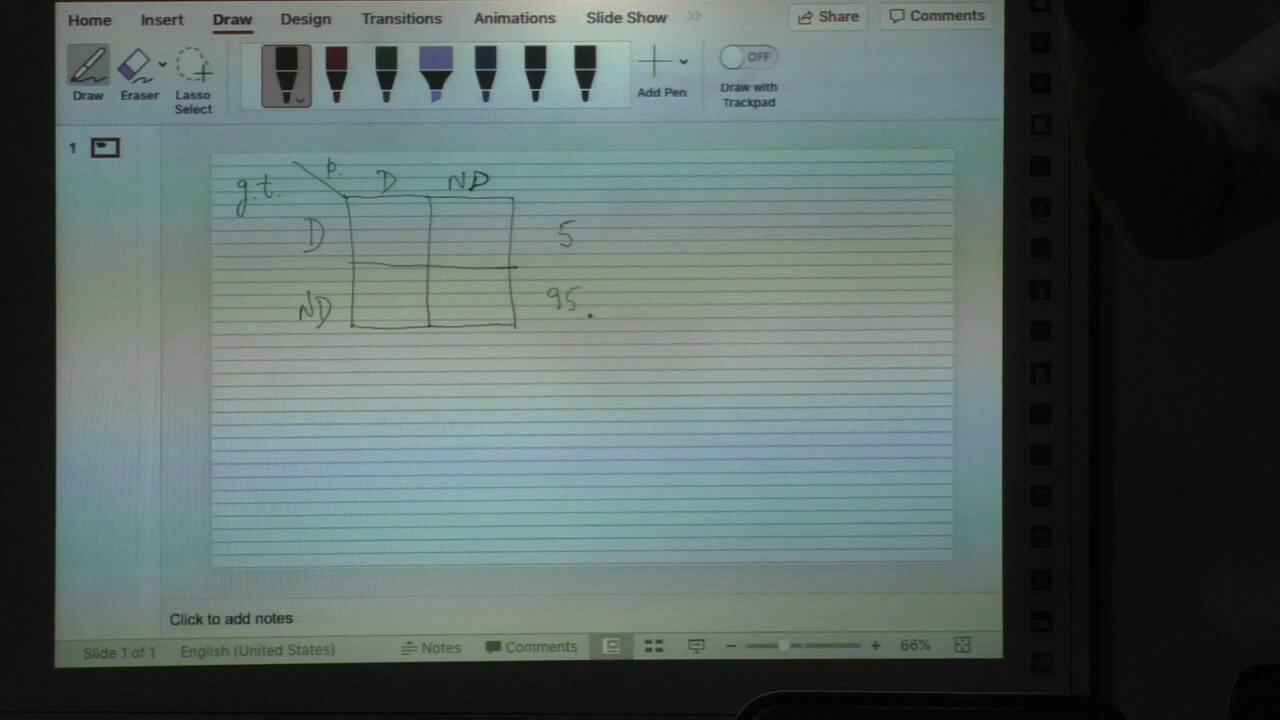 Home Insert Draw Design Transitions Animations Slide Show >> Share Comments
Draw Eraser Lasso Select Add Pen OFF Draw with Trackpad
1
g.t. p. D ND
D 5
ND 95.
Click to add notes
Slide 1 of 1 English (United States) Notes Comments 66%